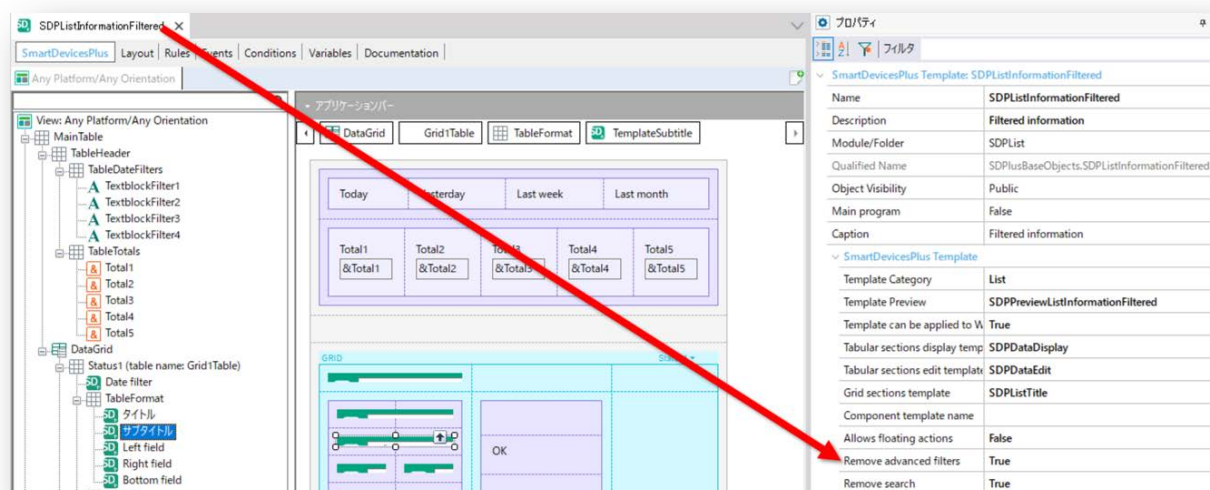 SDPListInformationFiltered
SmartDevicesPlus Layout Rules Events Conditions Variables Documentation
Any Platform/Any Orientation
View: Any Platform/Any Orientation
MainTable
TableHeader
TableDateFilters
TextblockFilter1
TextblockFilter2
TextblockFilter3
TextblockFilter4
TableTotals
Total1
Total2
Total3
Total4
Total5
DataGrid
Status1 (table name: Grid1Table)
Date filter
TableFormat
タイトル
サブタイトル
Left field
Right field
Bottom field
アプリケーションバー
DataGrid Grid1Table TableFormat TemplateSubtitle
Today Yesterday Last week Last month
Total1 Total2 Total3 Total4 Total5
&Total1 &Total2 &Total3 &Total4 &Total5
GRID
OK
プロパティ
フィルタ
SmartDevicesPlus Template: SDPListInformationFiltered
Name SDPListInformationFiltered
Description Filtered information
Module/Folder SDPList
Qualified Name SDPlusBaseObjects.SDPListInformationFiltered
Object Visibility Public
Main program False
Caption Filtered information
SmartDevicesPlus Template
Template Category List
Template Preview SDPPreviewListInformationFiltered
Template can be applied to W True
Tabular sections display temp SDPDataDisplay
Tabular sections edit template SDPDataEdit
Grid sections template SDPListTitle
Component template name
Allows floating actions False
Remove advanced filters True
Remove search True